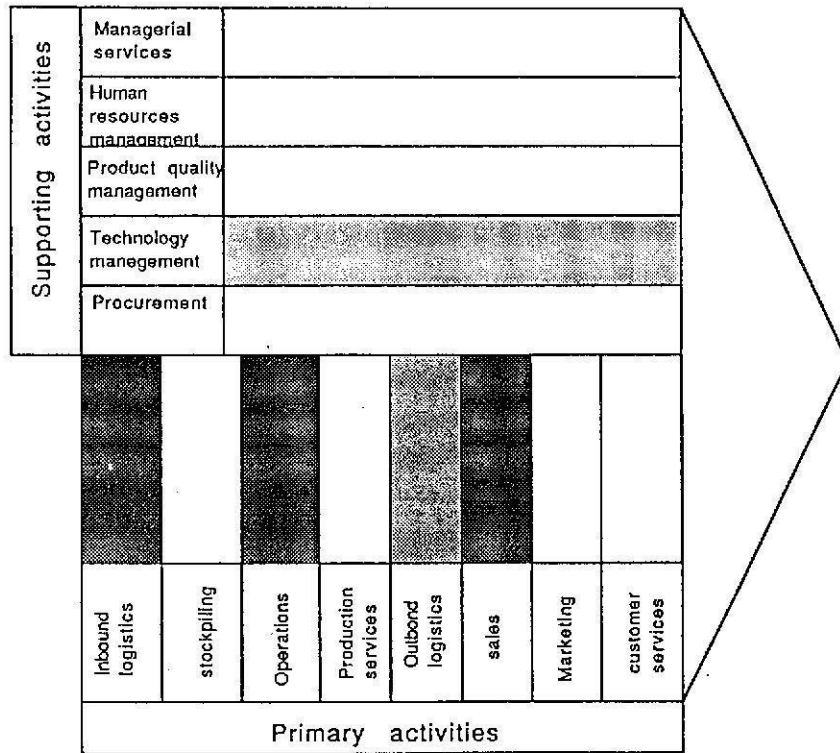 Supporting activities
Managerial
services
Human
resources
management
Product quality
management
Technology
manegement
Procurement
Inbound
logistics
stockpiling
Operations
Production
services
Outbond
logistics
sales
Marketing
customer
services
Primary activities